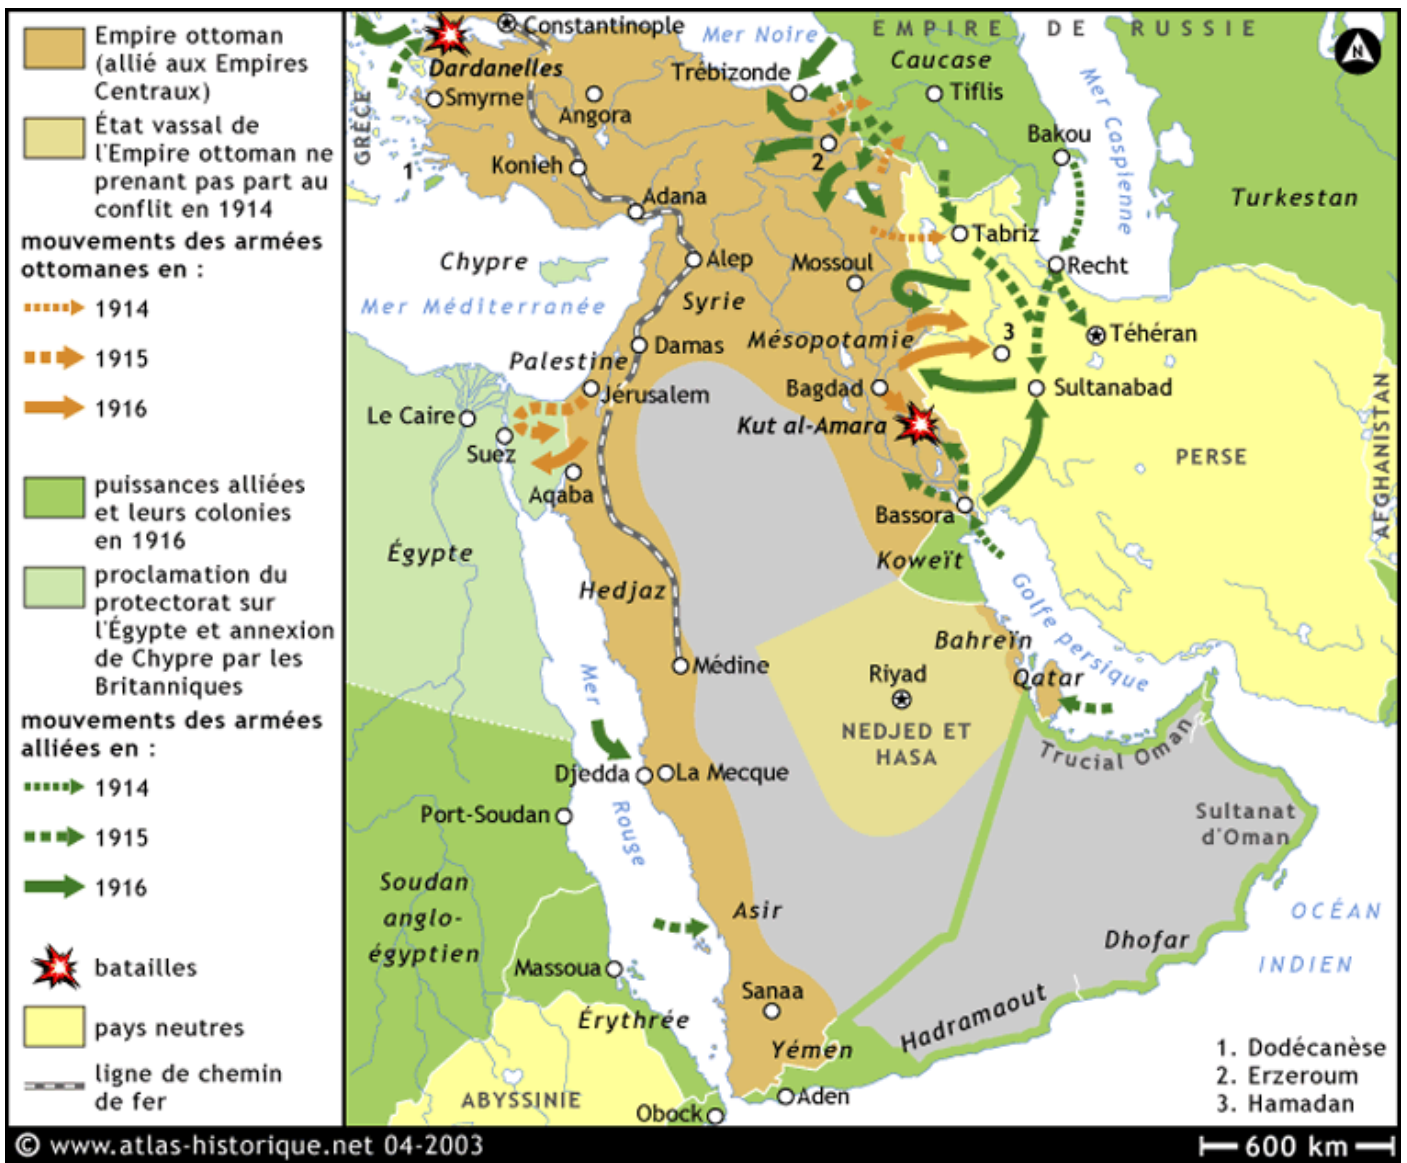 Empire ottoman
(allié aux Empires
Centraux)
État vassal de
l'Empire ottoman ne
prenant pas part au
conflit en 1914
mouvements des armées
ottomanes en :
1914
1915
1916
puissances alliées
et leurs colonies
en 1916
proclamation du
protectorat sur
l'Égypte et annexion
de Chypre par les
Britanniques
mouvements des armées
alliées en :
1914
1915
1916
batailles
pays neutres
ligne de chemin
de fer
Constantinople
Mer Noire
EMPIRE DE RUSSIE
N
Dardanelles
Trébizonde
Caucase
Smyrne
Angora
Tiflis
Mer Caspienne
GRÈCE
Bakou
1
Konieh
2
Adana
Turkestan
Tabriz
Chypre
Alep
Mossoul
Recht
Mer Méditerranée
Syrie
Mésopotamie
3
Téhéran
Palestine
Damas
Jérusalem
Bagdad
Sultanabad
Le Caire
Kut al-Amara
AFGHANISTAN
Suez
PERSE
Aqaba
Bassora
Égypte
Koweït
Hedjaz
Golfe persique
Bahreïn
Médine
Riyad
Qatar
Mer
Rouge
NEDJED ET
HASA
Trucial Oman
Djedda
La Mecque
Port-Soudan
Sultanat
d'Oman
Soudan
anglo-
égyptien
Asir
OCÉAN
INDIEN
Dhofar
Massoua
Sanaa
Érythrée
Hadramaout
Yémen
ABYSSINIE
Aden
Obock
1. Dodécanèse
2. Erzeroum
3. Hamadan
© www.atlas-historique.net 04-2003
600 km